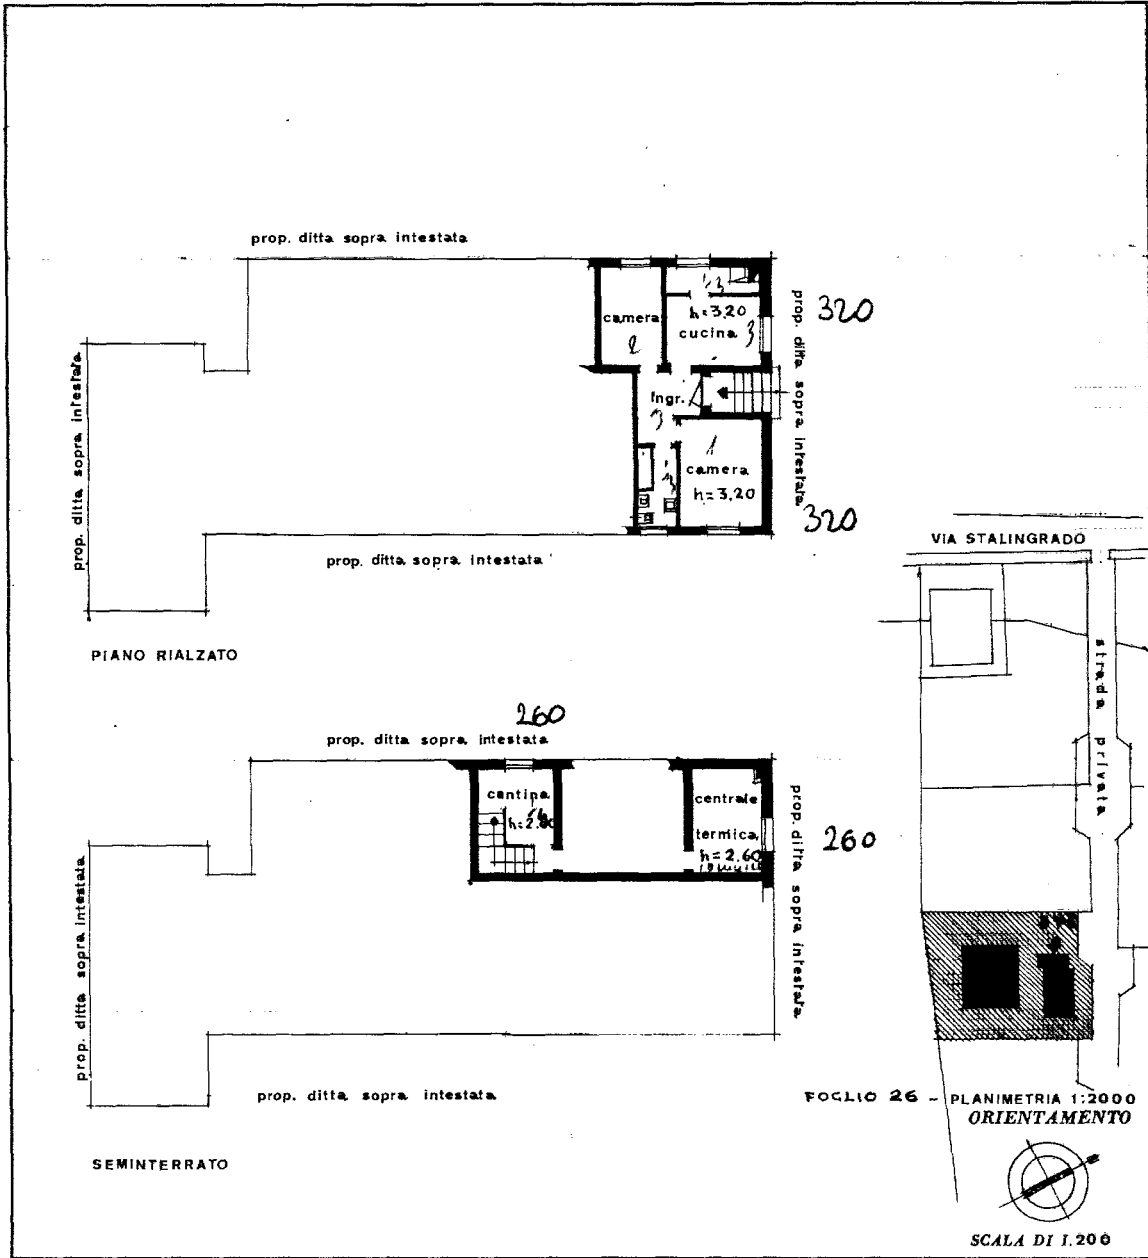 prop. ditta sopra intestata
prop. ditta sopra intestata
camera
2
h=3,20
cucina
3
Ingr.
1
camera
h=3,20
prop. ditta sopra intestata
320
320
prop. ditta sopra intestata
PIANO RIALZATO
VIA STALINGRADO
strada privata
260
prop. ditta sopra intestata
prop. ditta sopra intestata
cantina
centrale
termica
h=2.60
prop. ditta sopra intestata
260
prop. ditta sopra intestata
SEMINTERRATO
FOGLIO 26 - PLANIMETRIA 1:2000
ORIENTAMENTO
SCALA DI 1.200